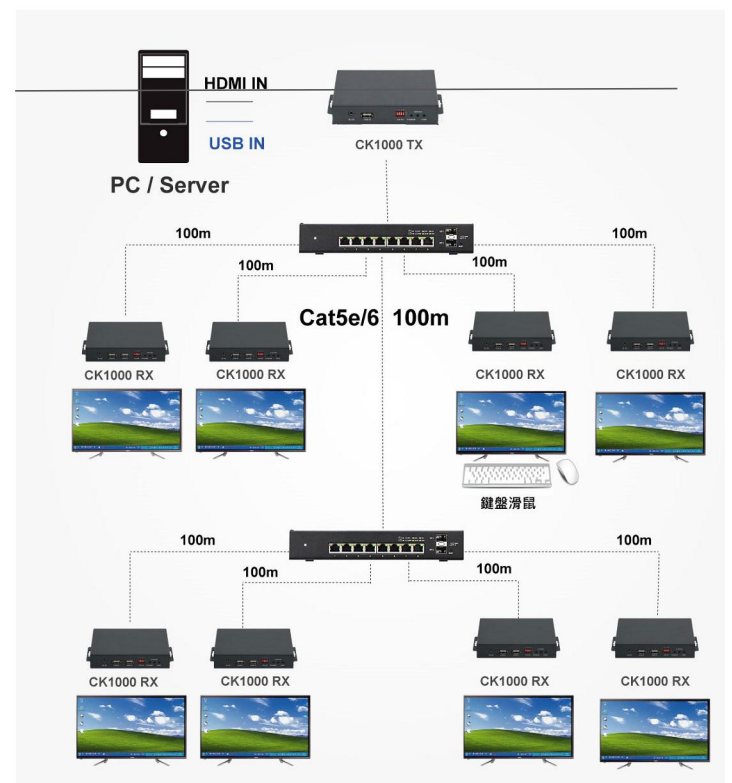 HDMI IN
USB IN
CK1000 TX
PC / Server
100m
100m
100m
100m
Cat5e/6 100m
CK1000 RX
CK1000 RX
CK1000 RX
CK1000 RX
鍵盤滑鼠
100m
100m
100m
100m
CK1000 RX
CK1000 RX
CK1000 RX
CK1000 RX